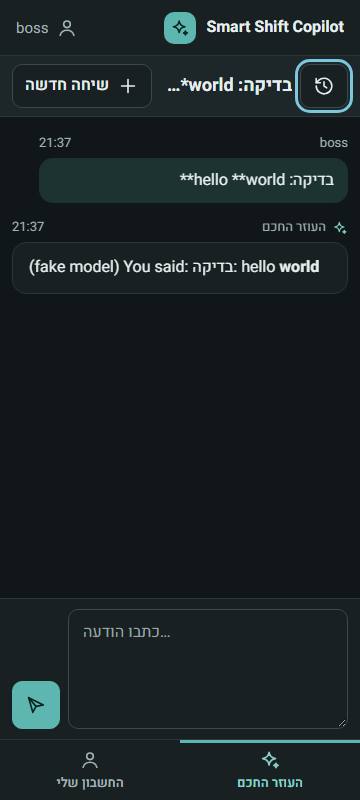 Smart Shift Copilot
boss
בדיקה: world*...
שיחה חדשה
boss
21:37
בדיקה: hello **world**
העוזר החכם
21:37
(fake model) You said: בדיקה: hello world
כתבו הודעה...
העוזר החכם
החשבון שלי